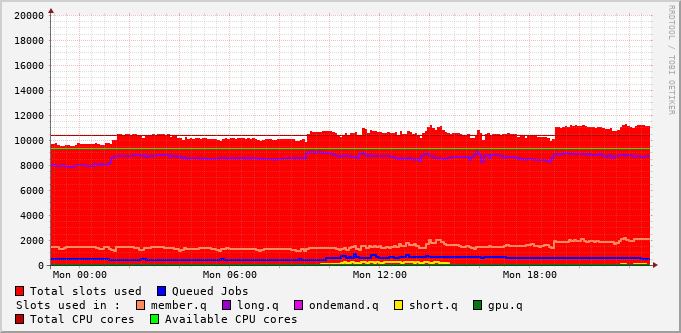 20000
18000
16000
14000
12000
10000
8000
6000
4000
2000
0
Mon 00:00 Mon 06:00 Mon 12:00 Mon 18:00
Total slots used Queued Jobs
Slots used in : member.q long.q ondemand.q short.q gpu.q
Total CPU cores Available CPU cores
RRDTOOL / TOBI OETIKER